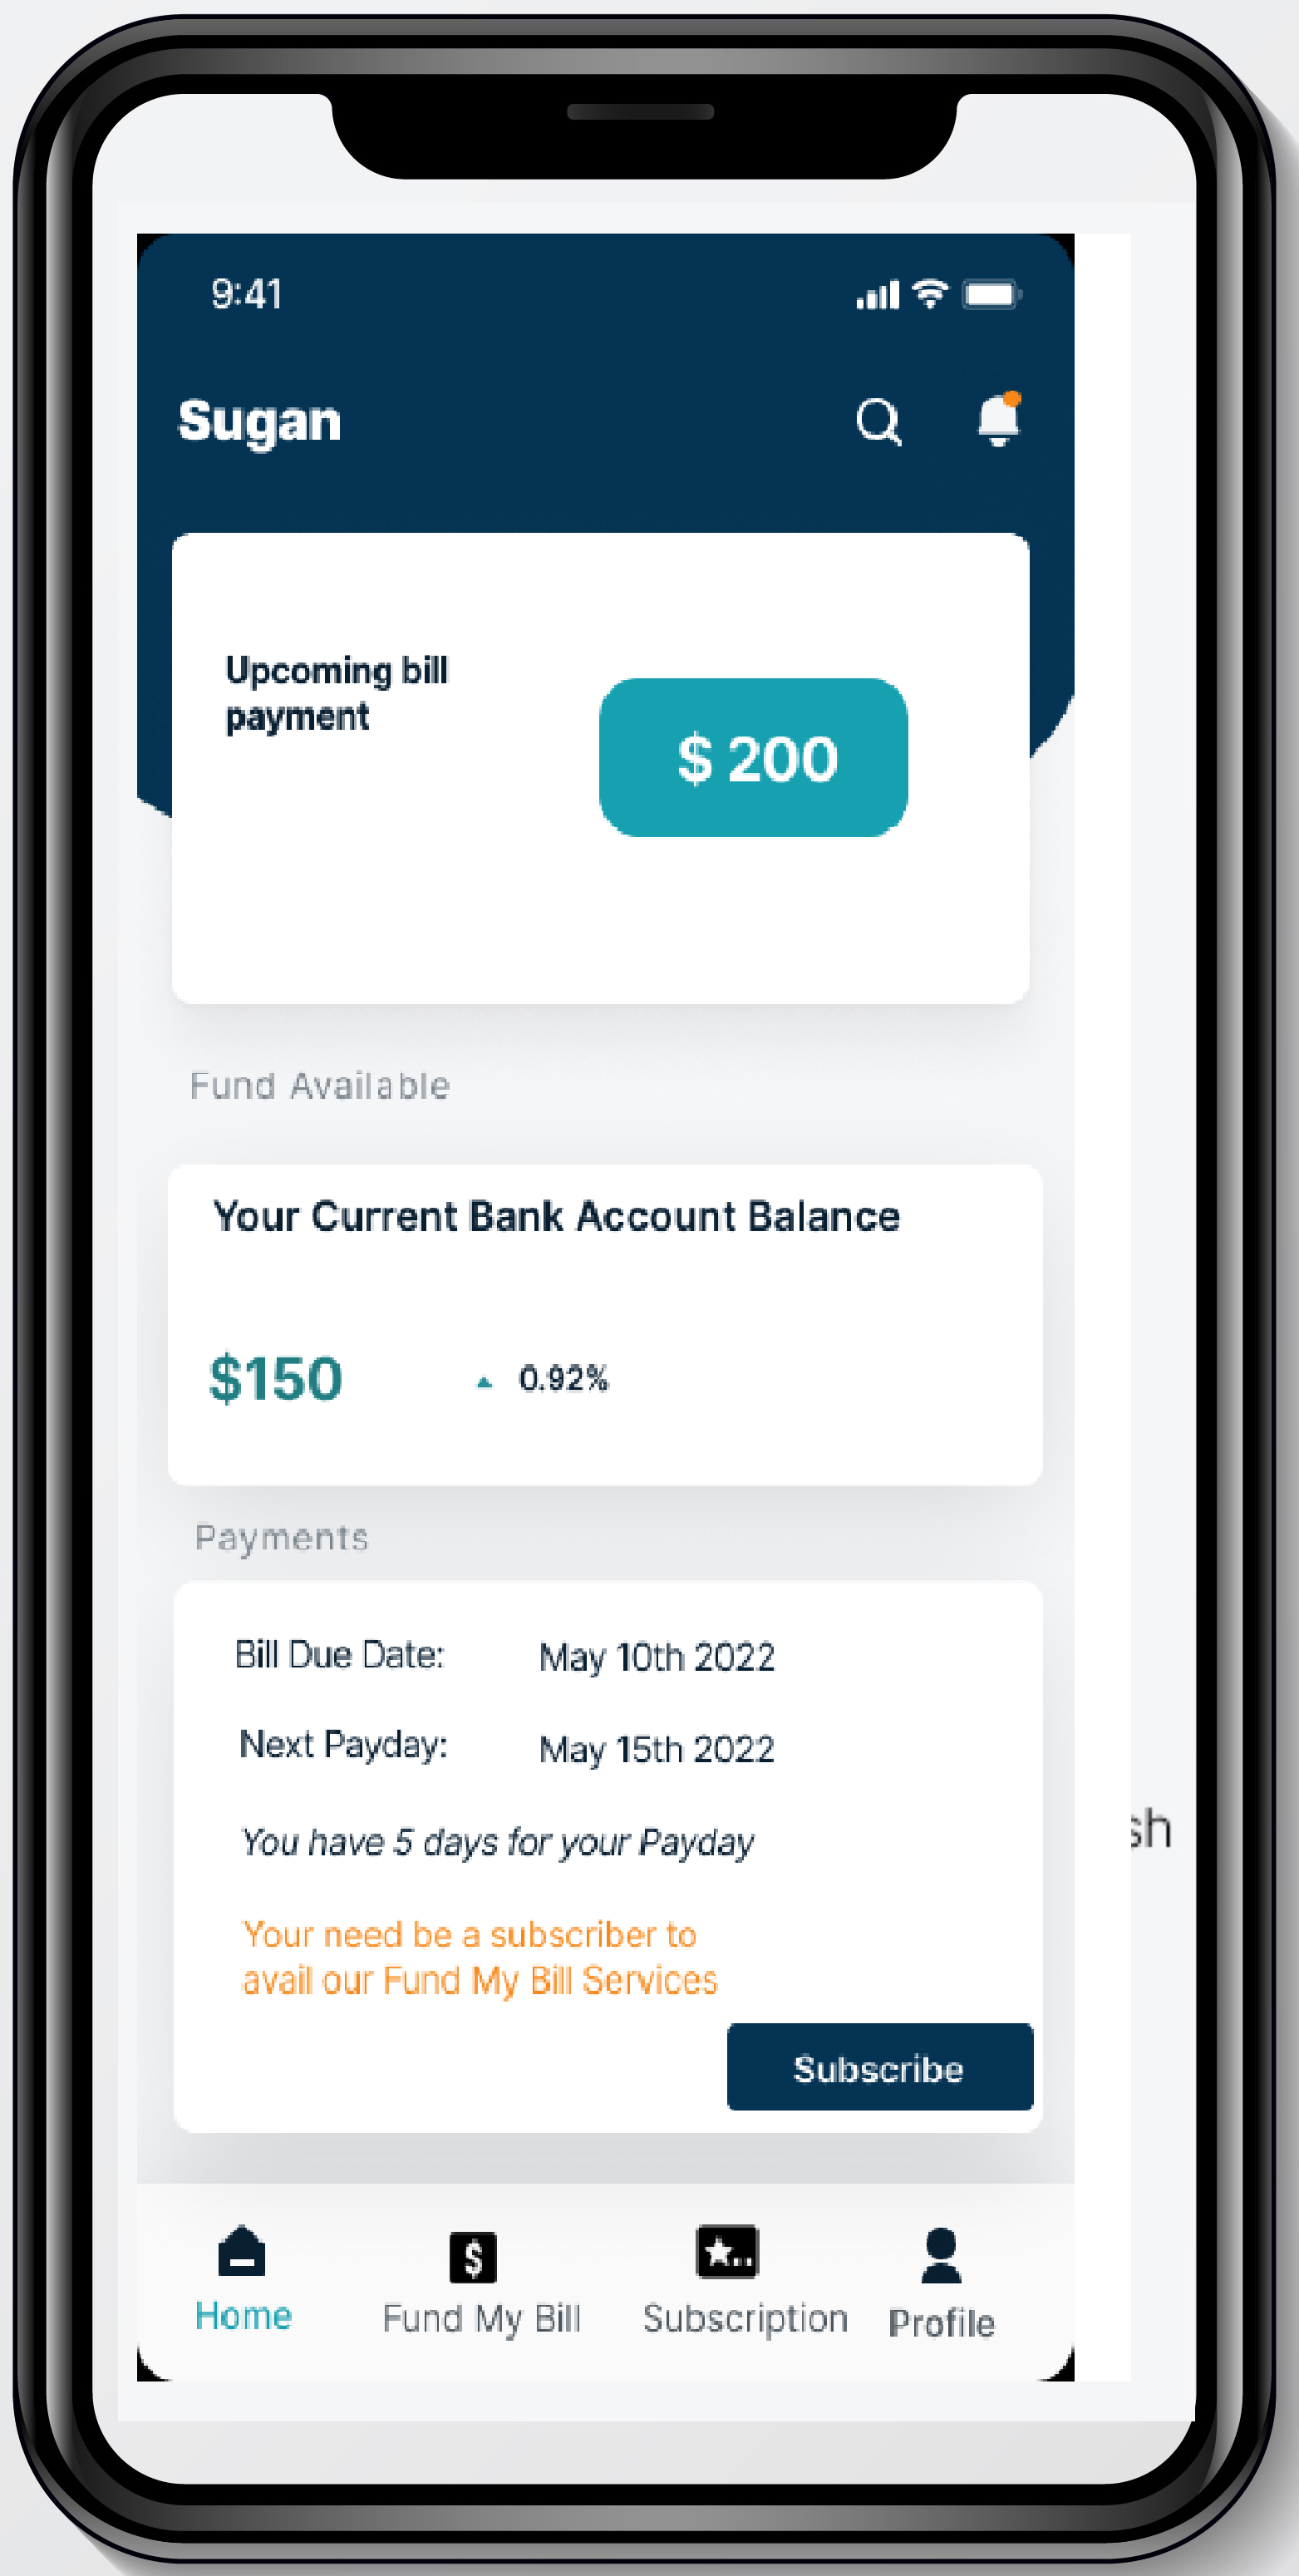 9:41
Sugan
Upcoming bill
payment
$ 200
Fund Available
Your Current Bank Account Balance
$150
0.92%
Payments
Bill Due Date: May 10th 2022
Next Payday: May 15th 2022
You have 5 days for your Payday
sh
Your need be a subscriber to
avail our Fund My Bill Services
Subscribe
$
Home Fund My Bill Subscription Profile